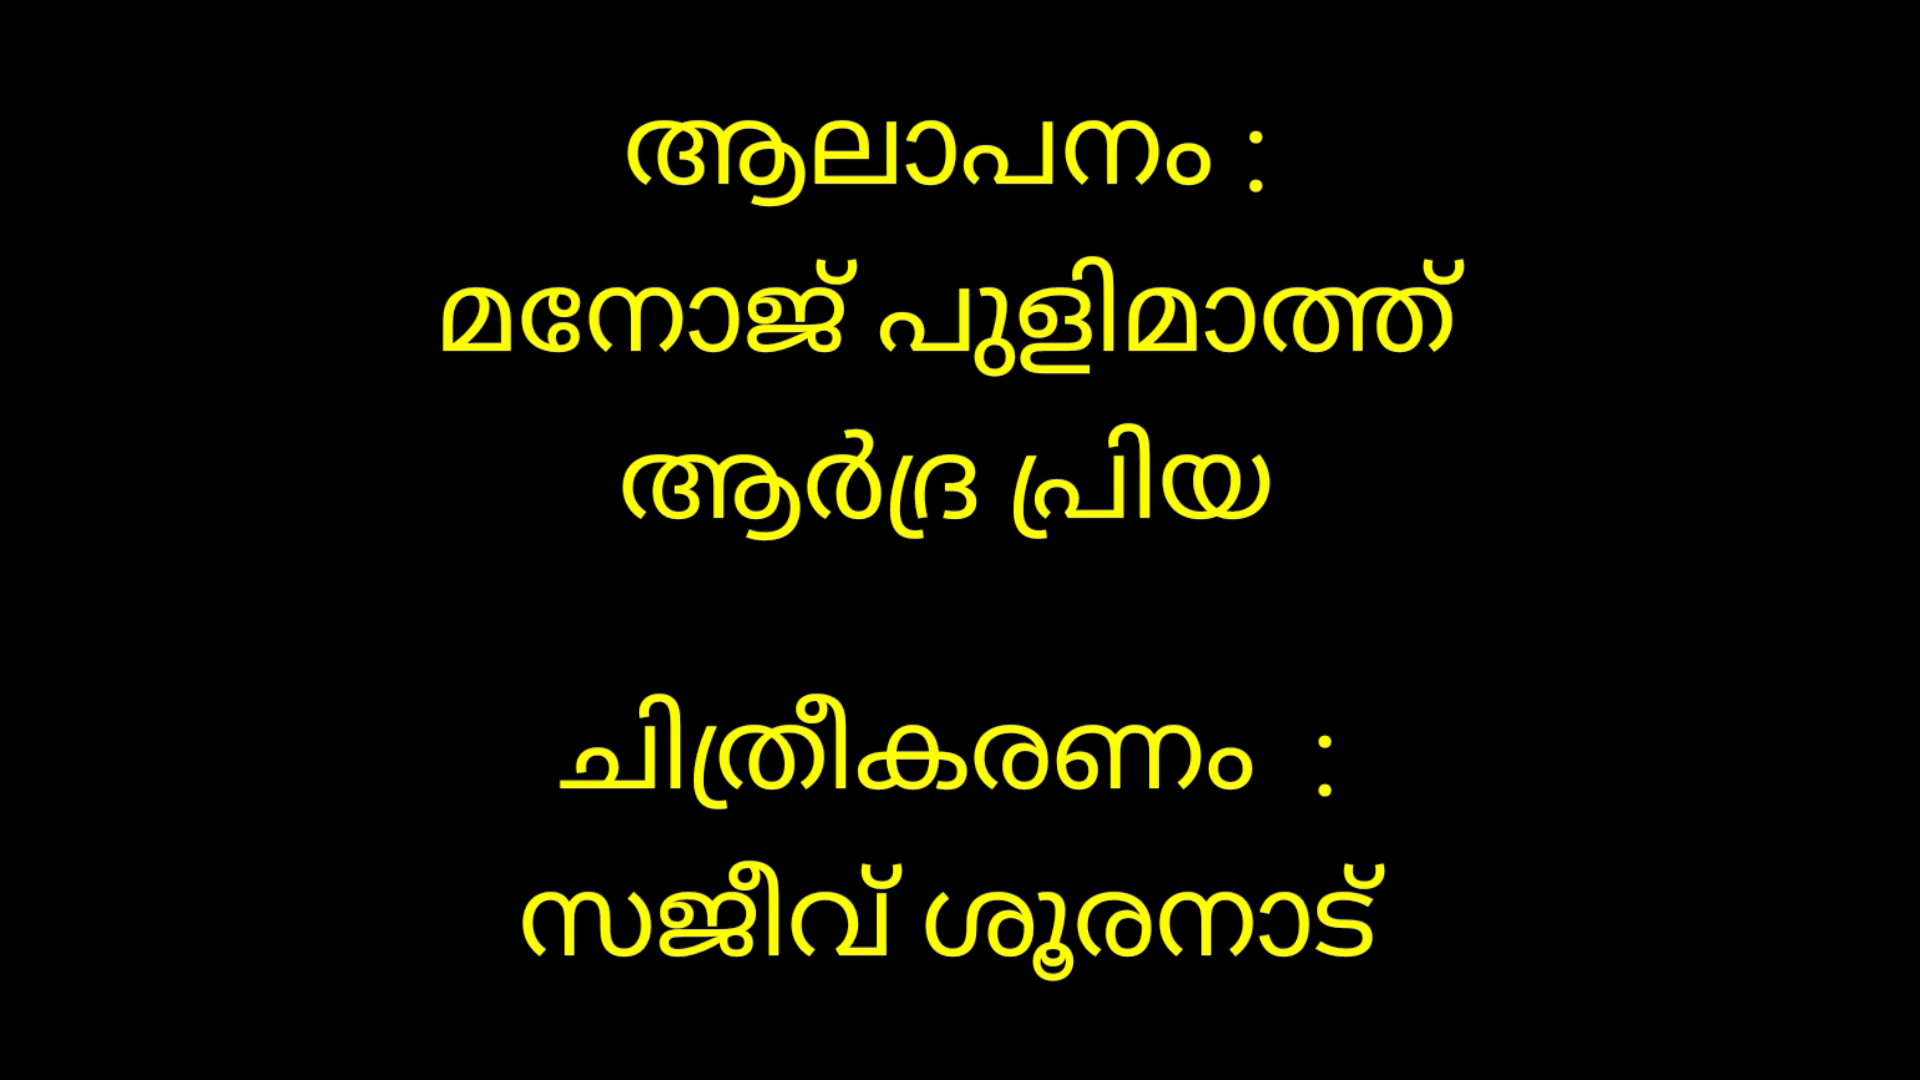 ആലാപനം :
മനോജ് പുളിമാത്ത്
ആർദ്ര പ്രിയ
ചിത്രീകരണം :
സജീവ് ശൂരനാട്